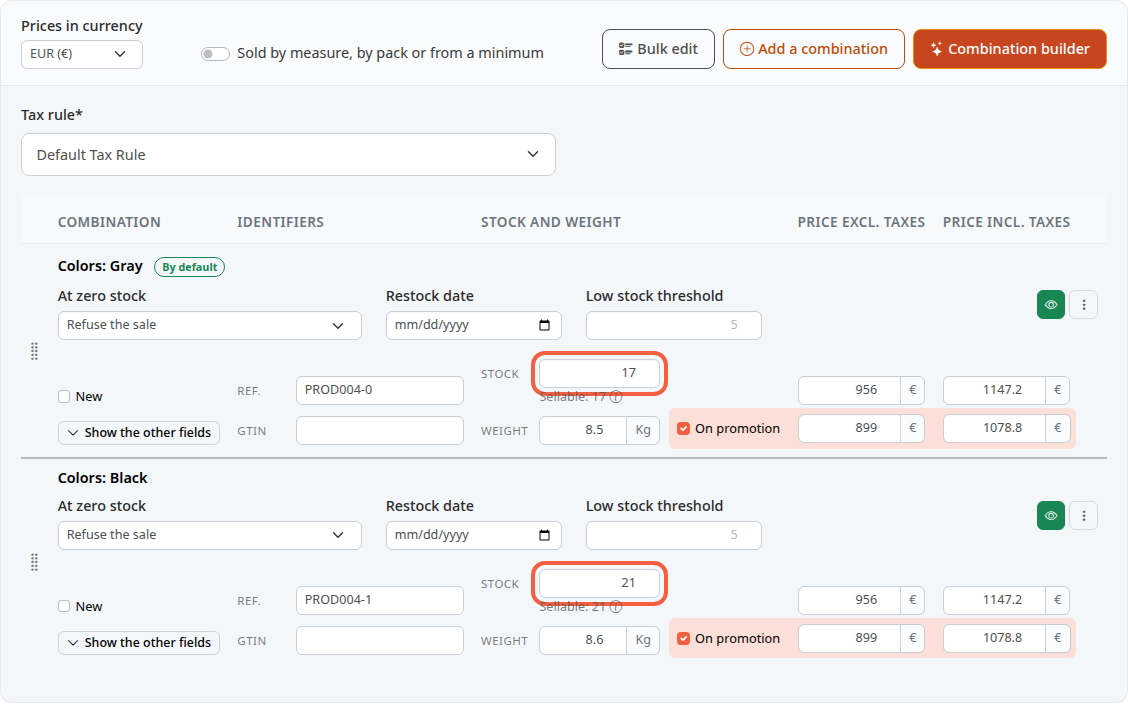 Prices in currency
EUR (€)
Sold by measure, by pack or from a minimum
Bulk edit
Add a combination
Combination builder
Tax rule*
Default Tax Rule
COMBINATION IDENTIFIERS STOCK AND WEIGHT PRICE EXCL. TAXES PRICE INCL. TAXES
Colors: Gray By default
At zero stock Restock date Low stock threshold
Refuse the sale mm/dd/yyyy 5
STOCK 17
Sellable: 17
New REF. PROD004-0 956 € 1147.2 €
Show the other fields GTIN WEIGHT 8.5 Kg On promotion 899 € 1078.8 €
Colors: Black
At zero stock Restock date Low stock threshold
Refuse the sale mm/dd/yyyy 5
STOCK 21
Sellable: 21
New REF. PROD004-1 956 € 1147.2 €
Show the other fields GTIN WEIGHT 8.6 Kg On promotion 899 € 1078.8 €